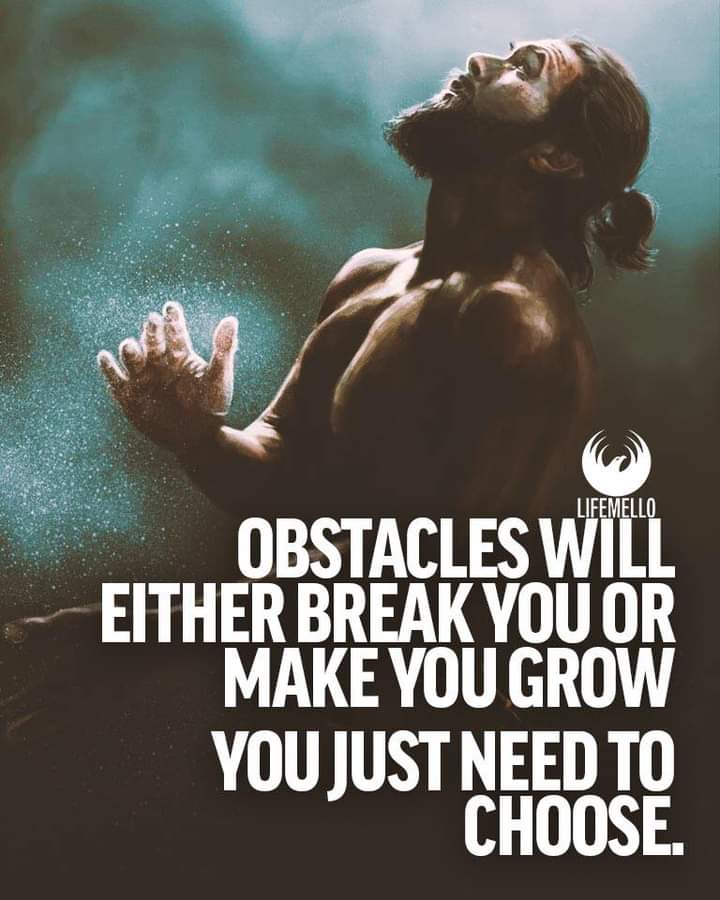 LIFEMELLO
OBSTACLES WILL
EITHER BREAK YOU OR
MAKE YOU GROW
YOU JUST NEED TO
CHOOSE.